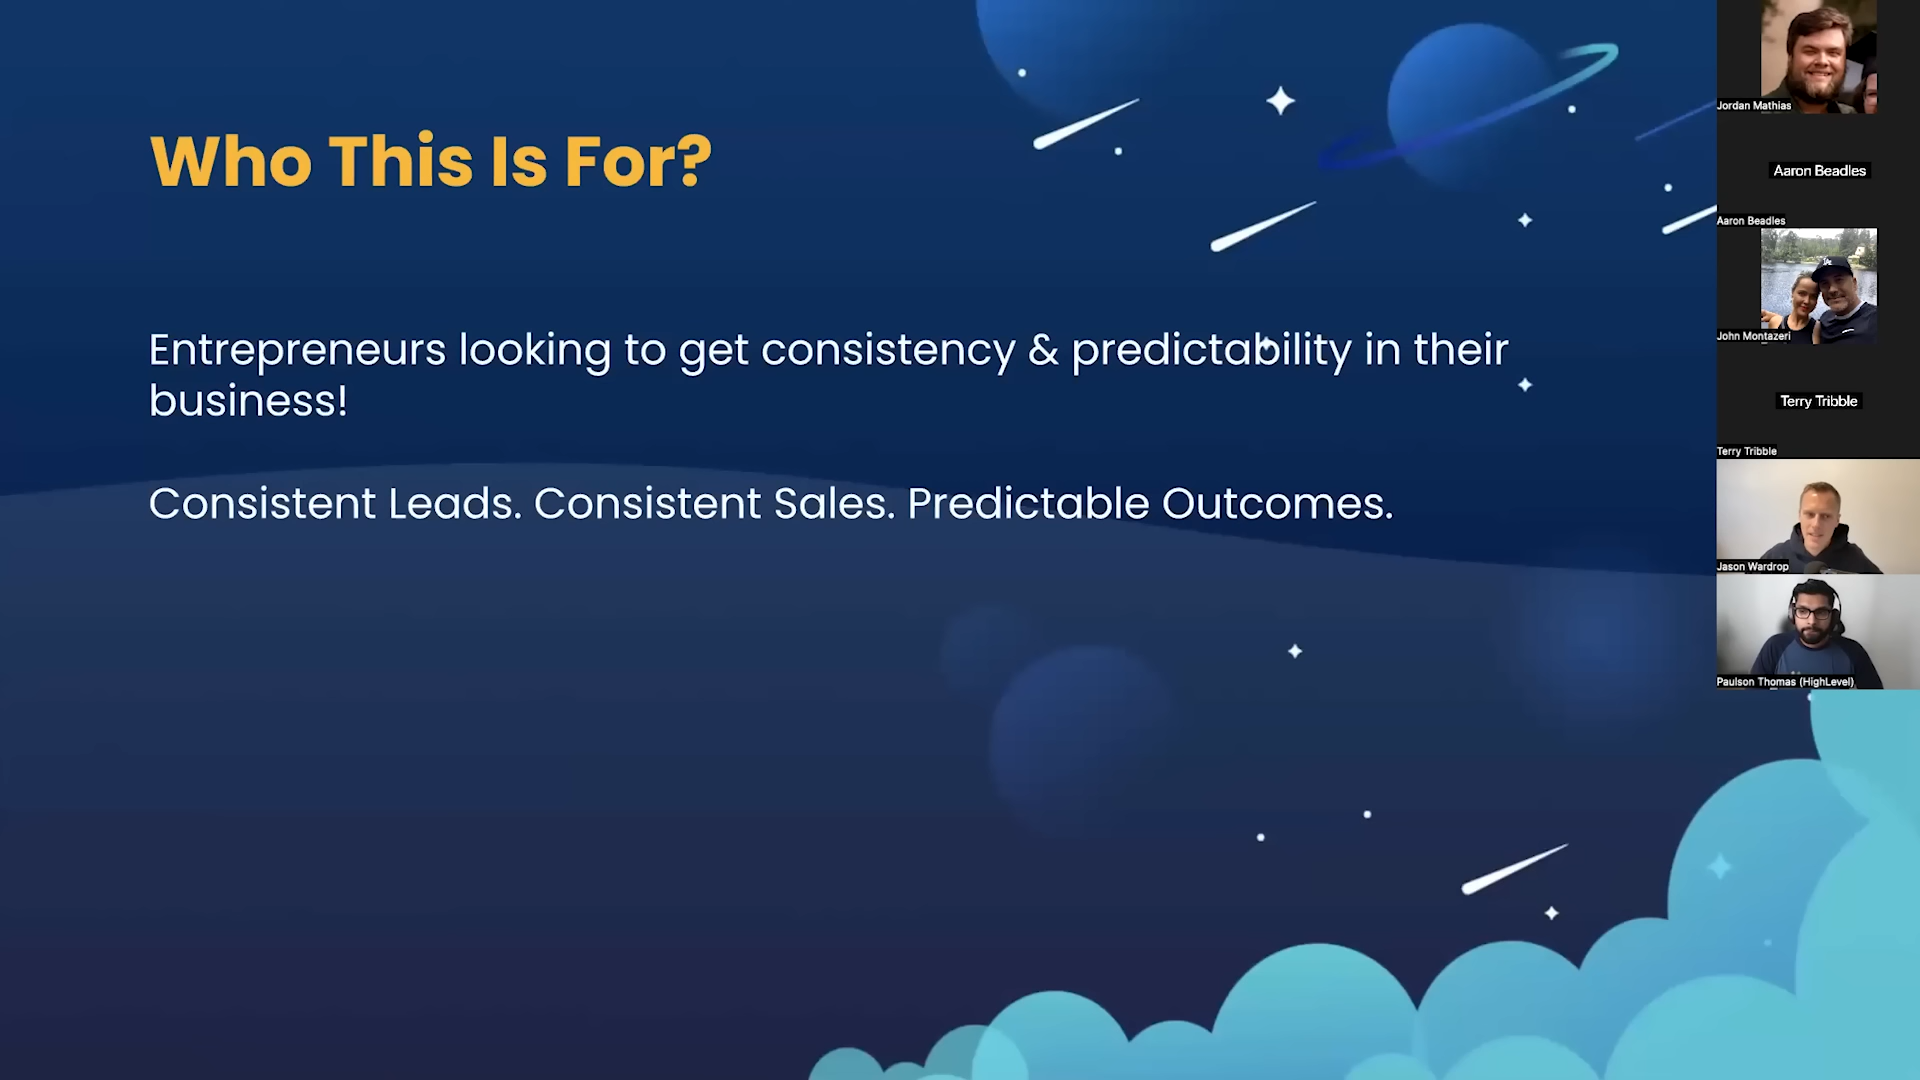 Who This Is For?
Entrepreneurs looking to get consistency & predictability in their
business!
Consistent Leads. Consistent Sales. Predictable Outcomes.
Jordan Mathias
Aaron Beadles
Aaron Beadles
LA
John Montazeri
Terry Tribble
Terry Tribble
Jason Wardrop
Paulson Thomas (HighLevel)